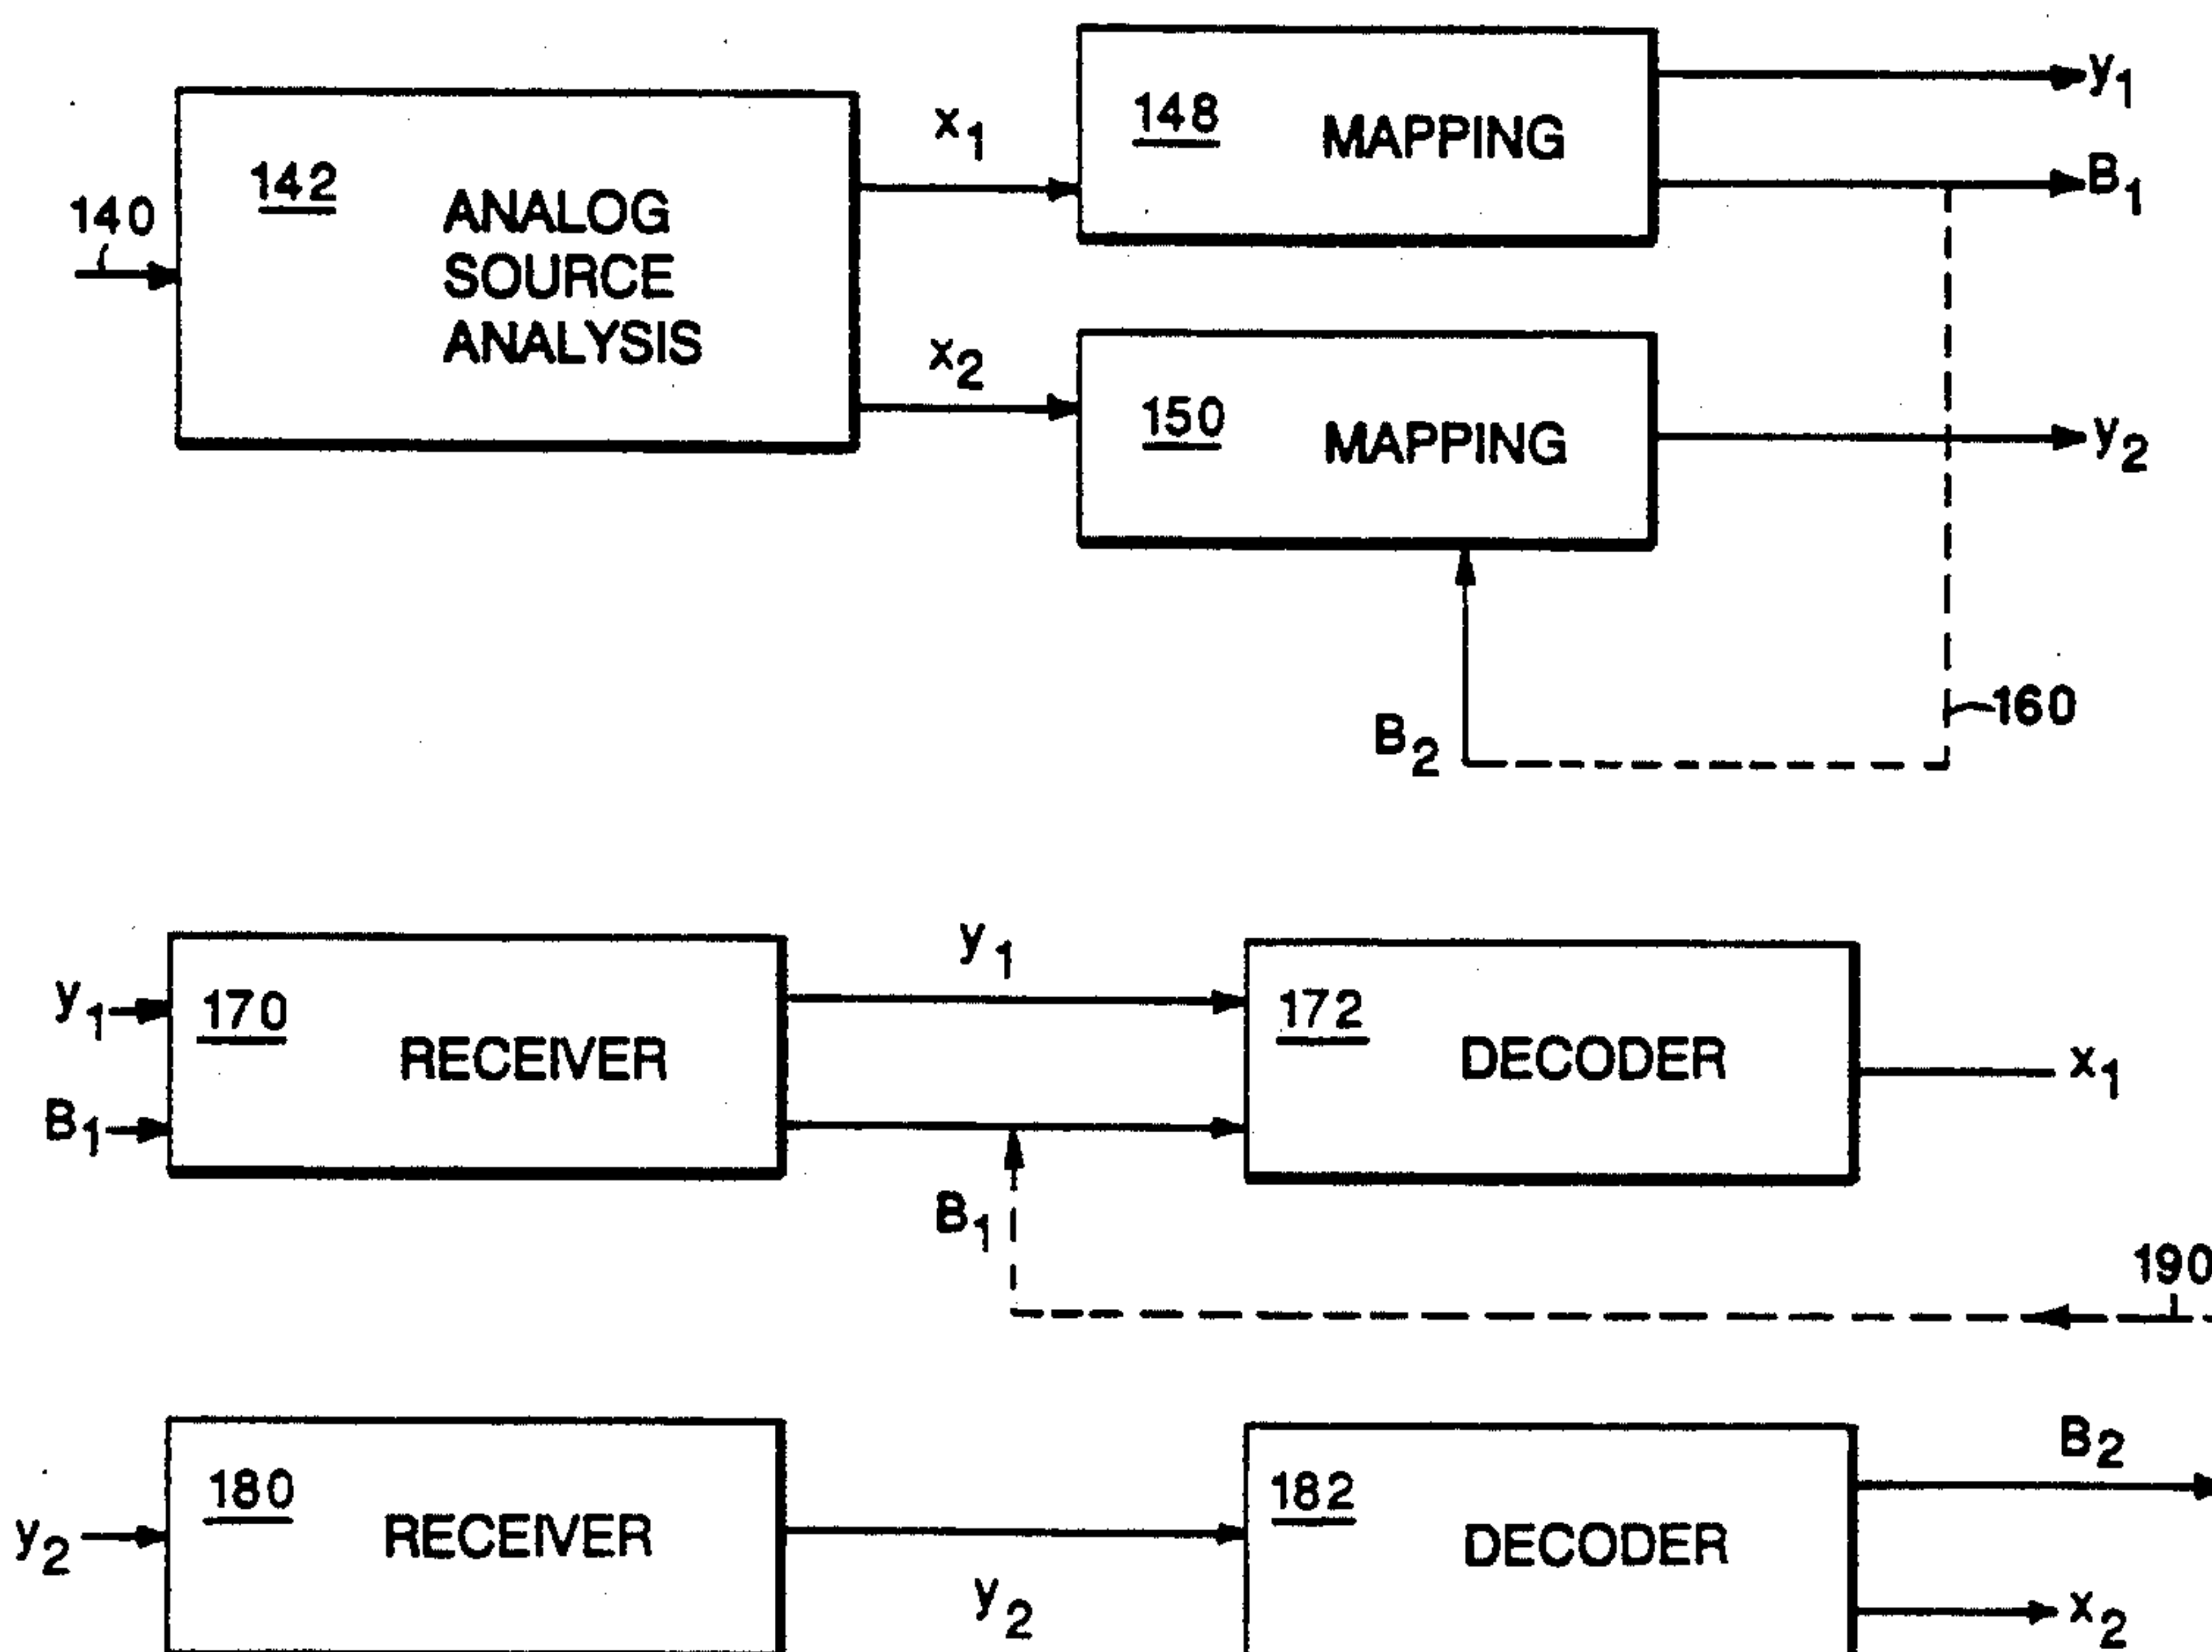 140
142
ANALOG
SOURCE
ANALYSIS
x1
x2
148 MAPPING
y1
B1
150 MAPPING
y2
B2
160
y1
B1
170 RECEIVER
y1
B1
172 DECODER
x1
190
y2
180 RECEIVER
y2
182 DECODER
B2
x2